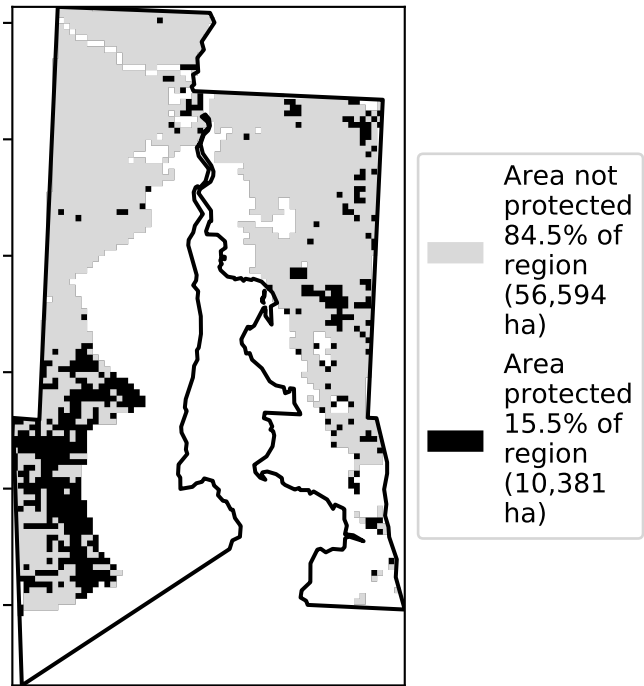 Area not
protected
84.5% of
region
(56,594
ha)
Area
protected
15.5% of
region
(10,381
ha)